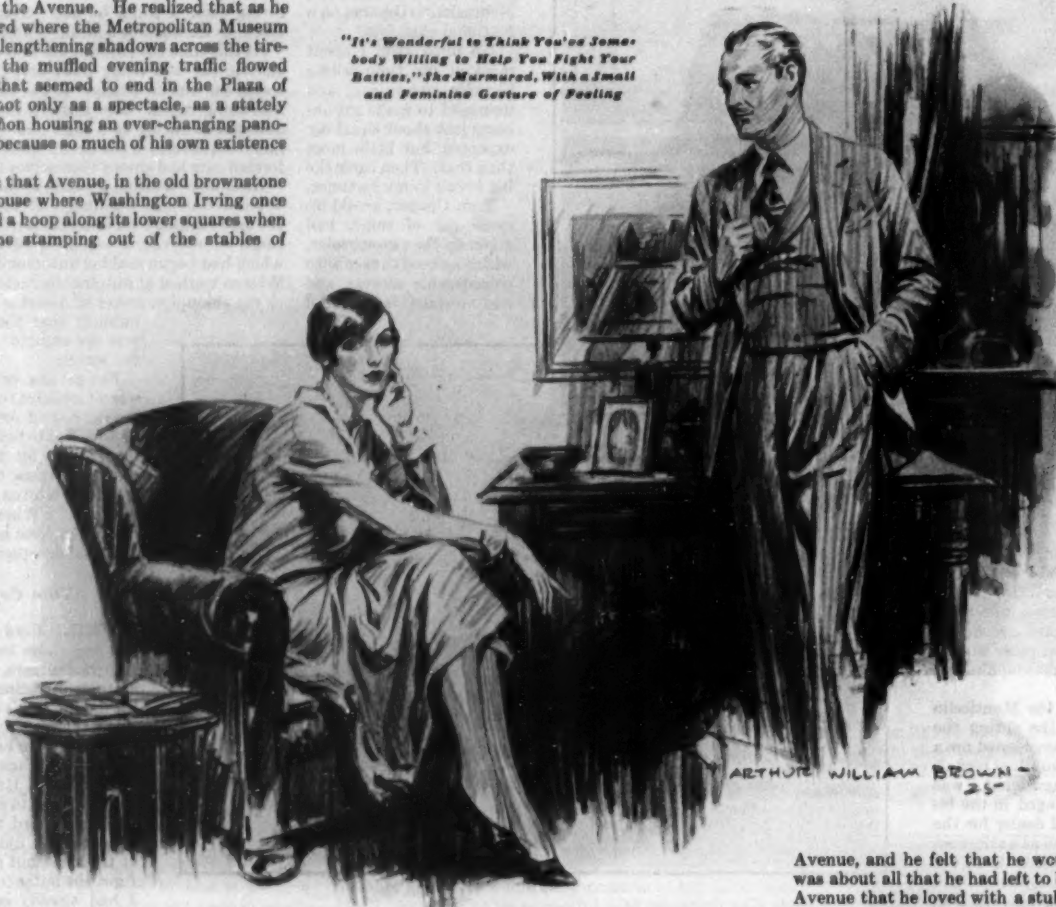 the Avenue. He realized that as he
rd where the Metropolitan Museum
lengthening shadows across the tire-
the muffled evening traffic flowed
that seemed to end in the Plaza of
not only as a spectacle, as a stately
hon housing an ever-changing pano-
because so much of his own existence
that Avenue, in the old brownstone
ouse where Washington Irving once
d a hoop along its lower squares when
ne stamping out of the stables of
"It's Wonderful to Think You've Some-
body Willing to Help You Fight Your
Battles," She Murmured, With a Small
and Feminine Gesture of Feeling
ARTHUR WILLIAM BROWN-
25-
Avenue, and he felt that he wo
was about all that he had left to
Avenue that he loved with a stu